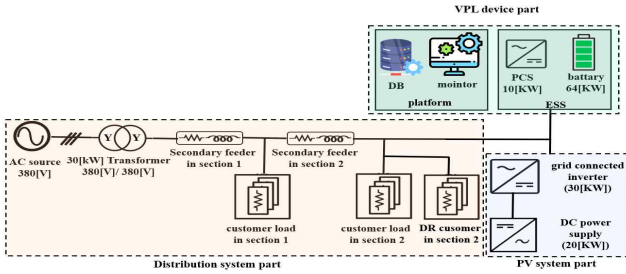 VPL device part
DB
mointor
platform
PCS
10[KW]
battary
64[KW]
ESS
Y Y
AC source
380[V]
30[kW] Transformer
380[V]/ 380[V]
Secondary feeder
in section 1
Secondary feeder
in section 2
customer load
in section 1
customer load
in section 2
DR cusomer
in section 2
Distribution system part
grid connected
inverter
(30[KW])
DC power
supply
(20[KW])
PV system part